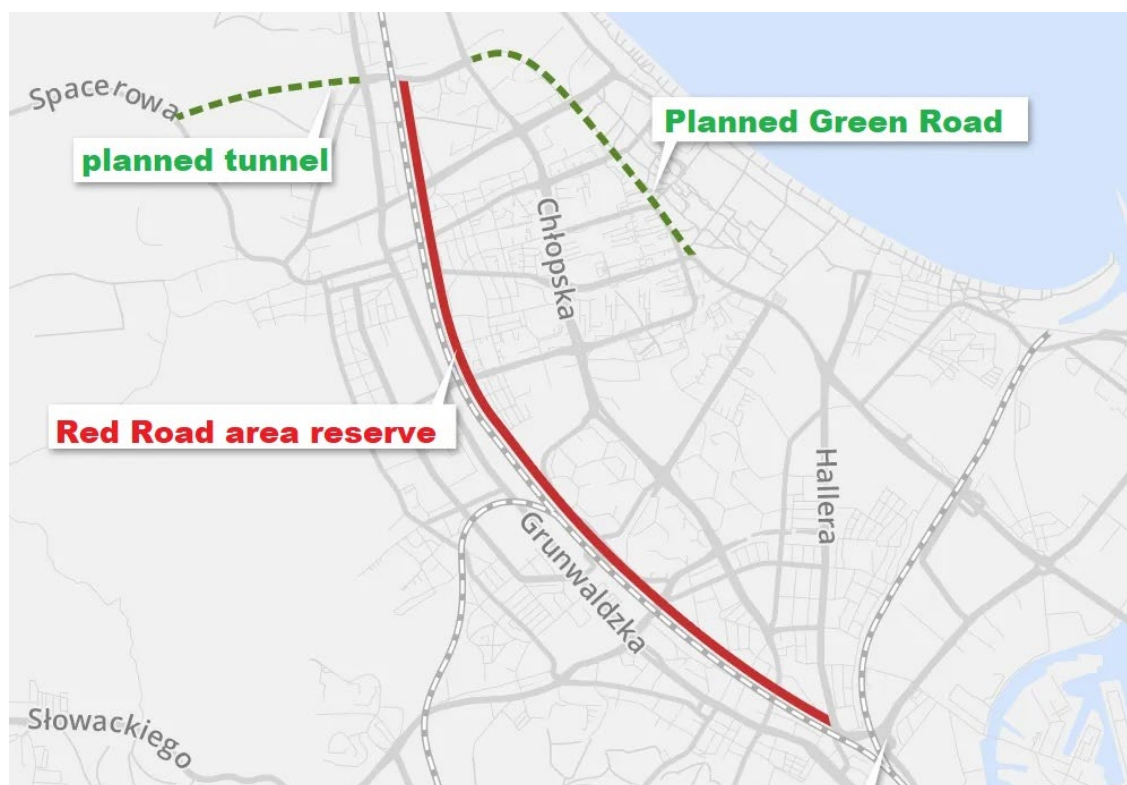 Spacerowa
planned tunnel
Planned Green Road
Chłopska
Red Road area reserve
Hallera
Grunwaldzka
Słowackiego